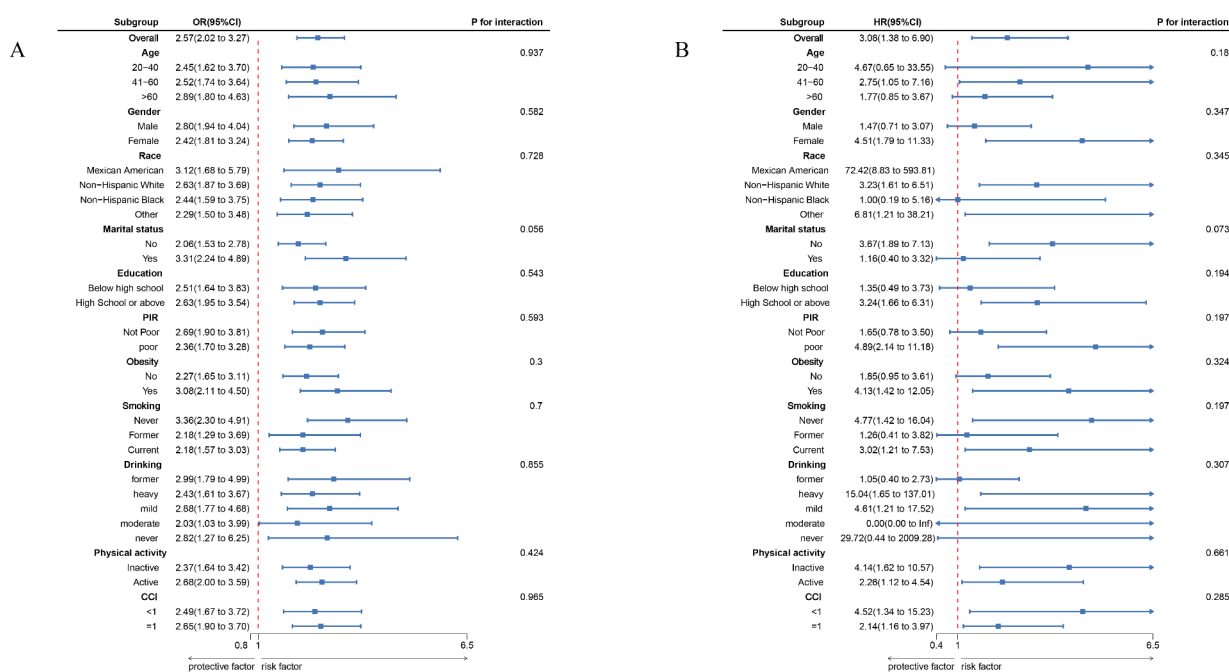 A
Subgroup OR(95%CI) P for interaction
Overall 2.57(2.02 to 3.27)
Age 0.937
20−40 2.45(1.62 to 3.70)
41−60 2.52(1.74 to 3.64)
>60 2.89(1.80 to 4.63)
Gender 0.582
Male 2.80(1.94 to 4.04)
Female 2.42(1.81 to 3.24)
Race 0.728
Mexican American 3.12(1.68 to 5.79)
Non−Hispanic White 2.63(1.87 to 3.69)
Non−Hispanic Black 2.44(1.59 to 3.75)
Other 2.29(1.50 to 3.48)
Marital status 0.056
No 2.06(1.53 to 2.78)
Yes 3.31(2.24 to 4.89)
Education 0.543
Below high school 2.51(1.64 to 3.83)
High School or above 2.63(1.95 to 3.54)
PIR 0.593
Not Poor 2.69(1.90 to 3.81)
poor 2.36(1.70 to 3.28)
Obesity 0.3
No 2.27(1.65 to 3.11)
Yes 3.08(2.11 to 4.50)
Smoking 0.7
Never 3.36(2.30 to 4.91)
Former 2.18(1.29 to 3.69)
Current 2.18(1.57 to 3.03)
Drinking 0.855
former 2.99(1.79 to 4.99)
heavy 2.43(1.61 to 3.67)
mild 2.88(1.77 to 4.68)
moderate 2.03(1.03 to 3.99)
never 2.82(1.27 to 6.25)
Physical activity 0.424
Inactive 2.37(1.64 to 3.42)
Active 2.68(2.00 to 3.59)
CCI 0.965
<1 2.49(1.67 to 3.72)
=1 2.65(1.90 to 3.70)
0.8 1 6.5
protective factor risk factor
B
Subgroup HR(95%CI) P for interaction
Overall 3.08(1.38 to 6.90)
Age 0.18
20−40 4.67(0.65 to 33.55)
41−60 2.75(1.05 to 7.16)
>60 1.77(0.85 to 3.67)
Gender 0.347
Male 1.47(0.71 to 3.07)
Female 4.51(1.79 to 11.33)
Race 0.345
Mexican American 72.42(8.83 to 593.81)
Non−Hispanic White 3.23(1.61 to 6.51)
Non−Hispanic Black 1.00(0.19 to 5.16)
Other 6.81(1.21 to 38.21)
Marital status 0.073
No 3.67(1.89 to 7.13)
Yes 1.16(0.40 to 3.32)
Education 0.194
Below high school 1.35(0.49 to 3.73)
High School or above 3.24(1.66 to 6.31)
PIR 0.197
Not Poor 1.65(0.78 to 3.50)
poor 4.89(2.14 to 11.18)
Obesity 0.324
No 1.85(0.95 to 3.61)
Yes 4.13(1.42 to 12.05)
Smoking 0.197
Never 4.77(1.42 to 16.04)
Former 1.26(0.41 to 3.82)
Current 3.02(1.21 to 7.53)
Drinking 0.307
former 1.05(0.40 to 2.73)
heavy 15.04(1.65 to 137.01)
mild 4.61(1.21 to 17.52)
moderate 0.00(0.00 to Inf)
never 29.72(0.44 to 2009.28)
Physical activity 0.661
Inactive 4.14(1.62 to 10.57)
Active 2.26(1.12 to 4.54)
CCI 0.285
<1 4.52(1.34 to 15.23)
=1 2.14(1.16 to 3.97)
0.4 1 6.5
protective factor risk factor